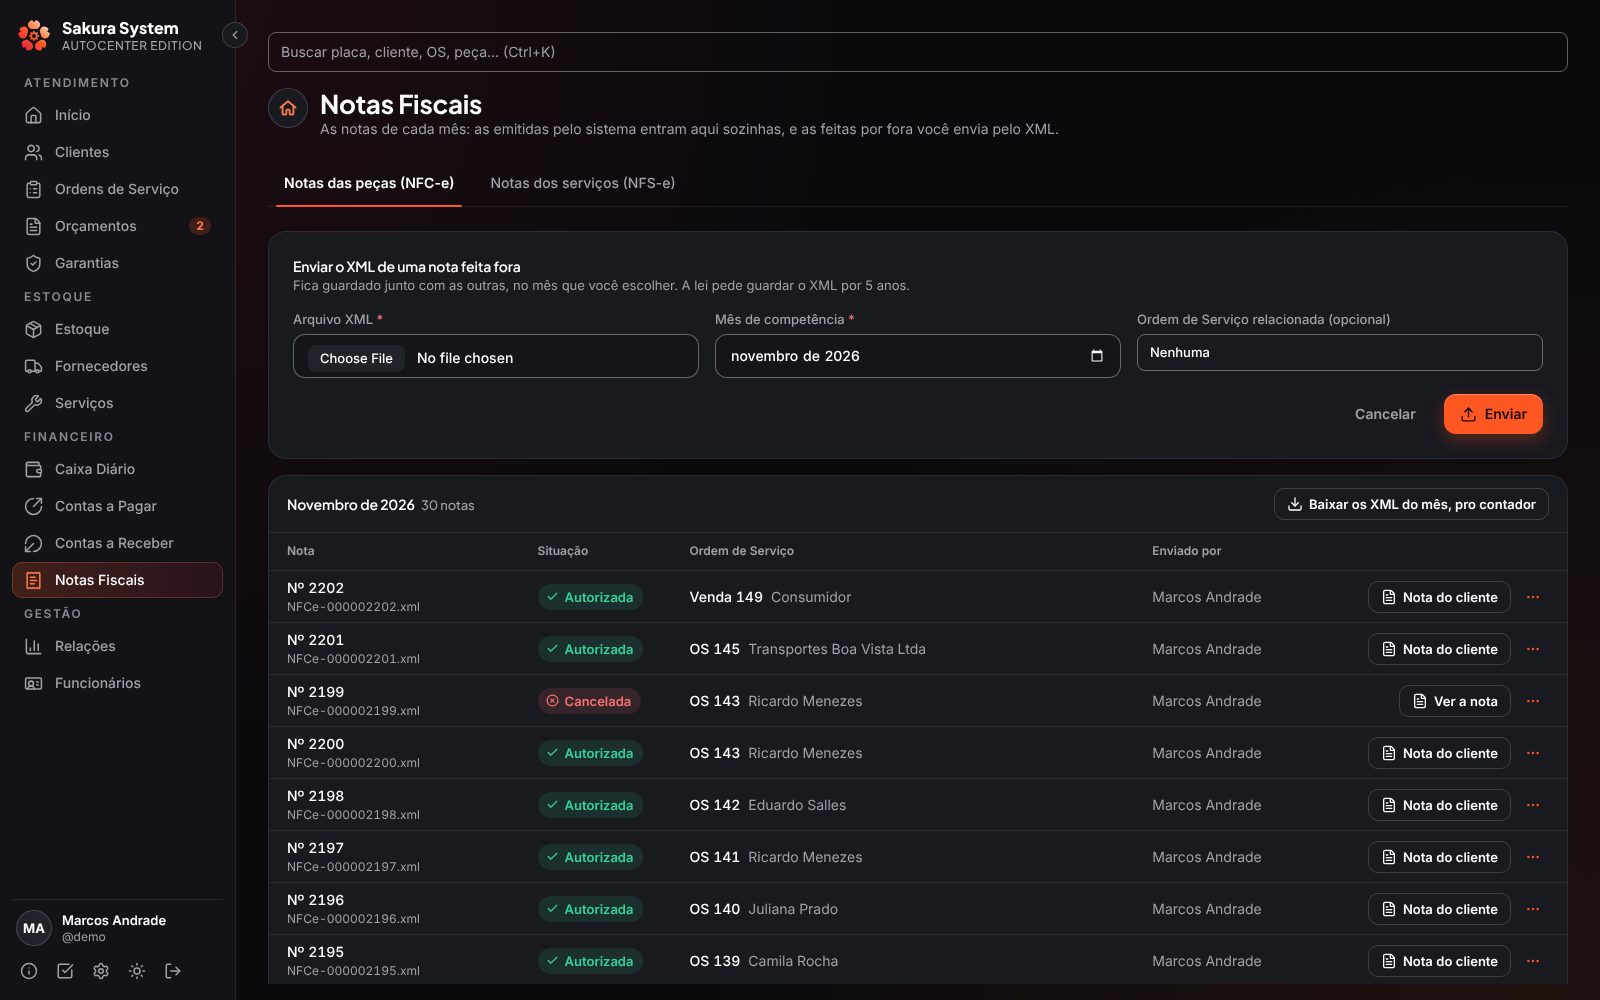 Sakura System
AUTOCENTER EDITION
ATENDIMENTO
Início
Clientes
Ordens de Serviço
Orçamentos 2
Garantias
ESTOQUE
Estoque
Fornecedores
Serviços
FINANCEIRO
Caixa Diário
Contas a Pagar
Contas a Receber
Notas Fiscais
GESTÃO
Relações
Funcionários
MA
Marcos Andrade
@demo
Buscar placa, cliente, OS, peça... (Ctrl+K)
Notas Fiscais
As notas de cada mês: as emitidas pelo sistema entram aqui sozinhas, e as feitas por fora você envia pelo XML.
Notas das peças (NFC-e) Notas dos serviços (NFS-e)
Enviar o XML de uma nota feita fora
Fica guardado junto com as outras, no mês que você escolher. A lei pede guardar o XML por 5 anos.
Arquivo XML * Mês de competência * Ordem de Serviço relacionada (opcional)
Choose File No file chosen novembro de 2026 Nenhuma
Cancelar Enviar
Novembro de 2026 30 notas Baixar os XML do mês, pro contador
Nota Situação Ordem de Serviço Enviado por
Nº 2202
NFCe-000002202.xml
Autorizada Venda 149 Consumidor Marcos Andrade Nota do cliente
Nº 2201
NFCe-000002201.xml
Autorizada OS 145 Transportes Boa Vista Ltda Marcos Andrade Nota do cliente
Nº 2199
NFCe-000002199.xml
Cancelada OS 143 Ricardo Menezes Marcos Andrade Ver a nota
Nº 2200
NFCe-000002200.xml
Autorizada OS 143 Ricardo Menezes Marcos Andrade Nota do cliente
Nº 2198
NFCe-000002198.xml
Autorizada OS 142 Eduardo Salles Marcos Andrade Nota do cliente
Nº 2197
NFCe-000002197.xml
Autorizada OS 141 Ricardo Menezes Marcos Andrade Nota do cliente
Nº 2196
NFCe-000002196.xml
Autorizada OS 140 Juliana Prado Marcos Andrade Nota do cliente
Nº 2195
NFCe-000002195.xml
Autorizada OS 139 Camila Rocha Marcos Andrade Nota do cliente